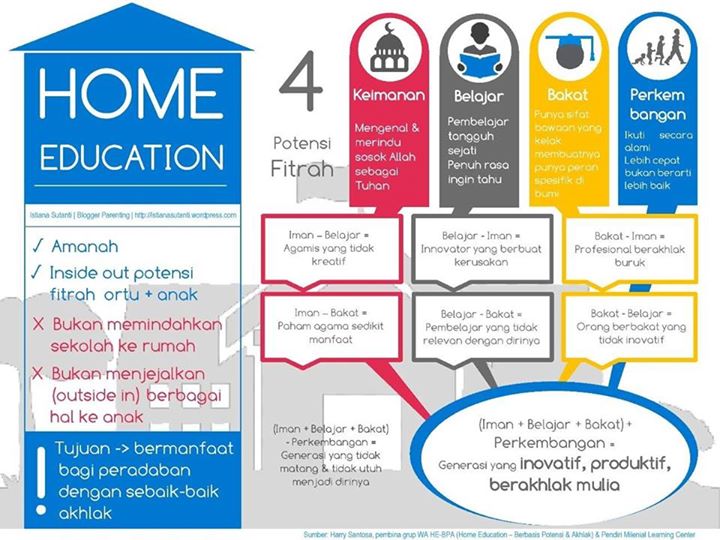 HOME
EDUCATION
Istiana Sutanti | Blogger Parenting | http://istianasutanti.wordpress.com
✓ Amanah
✓ Inside out potensi
fitrah ortu + anak
X Bukan memindahkan
sekolah ke rumah
X Bukan menjejalkan
(outside in) berbagai
hal ke anak
! Tujuan -> bermanfaat
bagi peradaban
dengan sebaik-baik
akhlak
4
Potensi
Fitrah
Keimanan
Mengenal &
merindu
sosok Allah
sebagai
Tuhan
Belajar
Pembelajar
tangguh
sejati
Penuh rasa
ingin tahu
Bakat
Punya sifat
bawaan yang
kelak
membuatnya
punya peran
spesifik di
bumi
Perkem
bangan
Ikuti secara
alami
Lebih cepat
bukan berarti
lebih baik
Iman – Belajar =
Agamis yang tidak
kreatif
Belajar - Iman =
Innovator yang berbuat
kerusakan
Bakat - Iman =
Profesional berakhlak
buruk
Iman – Bakat =
Paham agama sedikit
manfaat
Belajar - Bakat =
Pembelajar yang tidak
relevan dengan dirinya
Bakat - Belajar =
Orang berbakat yang
tidak inovatif
(Iman + Belajar + Bakat)
- Perkembangan =
Generasi yang tidak
matang & tidak utuh
menjadi dirinya
(Iman + Belajar + Bakat) +
Perkembangan =
Generasi yang inovatif, produktif,
berakhlak mulia
Sumber: Harry Santosa, pembina grup WA HE-BPA (Home Education – Berbasis Potensi & Akhlak) & Pendiri Milenial Learning Center